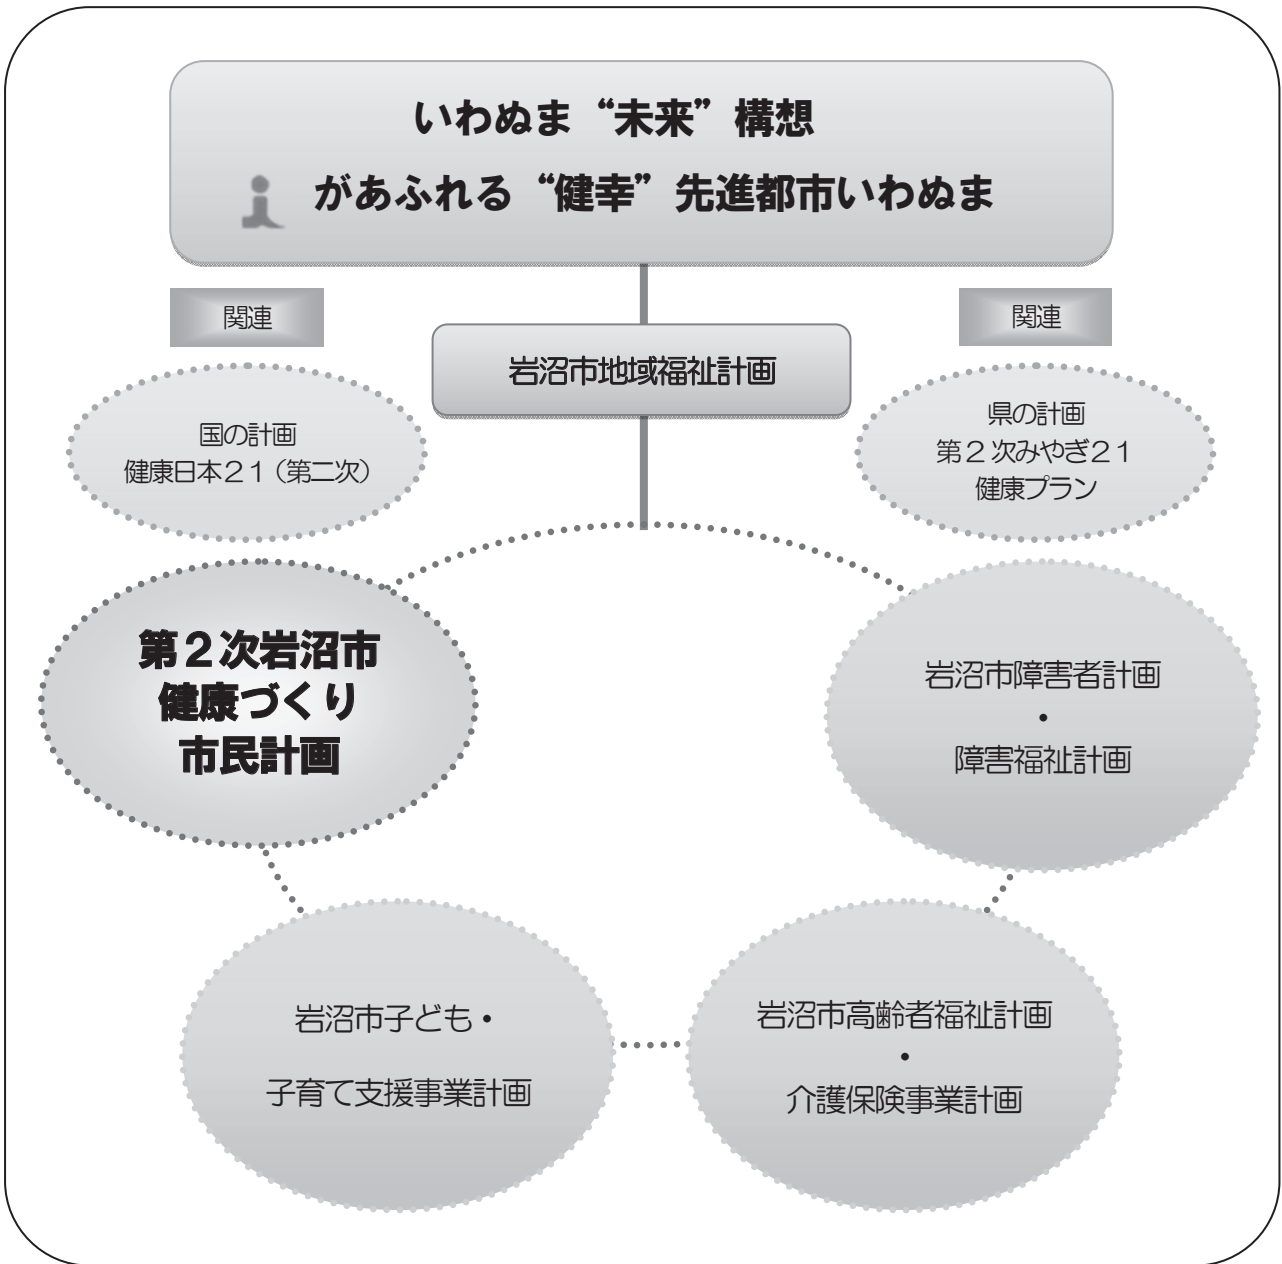 いわぬま“未来”構想
i があふれる“健幸”先進都市いわぬま
関連
関連
岩沼市地域福祉計画
国の計画
健康日本21（第二次）
県の計画
第2次みやぎ21
健康プラン
第2次岩沼市
健康づくり
市民計画
岩沼市障害者計画
・
障害福祉計画
岩沼市子ども・
子育て支援事業計画
岩沼市高齢者福祉計画
・
介護保険事業計画